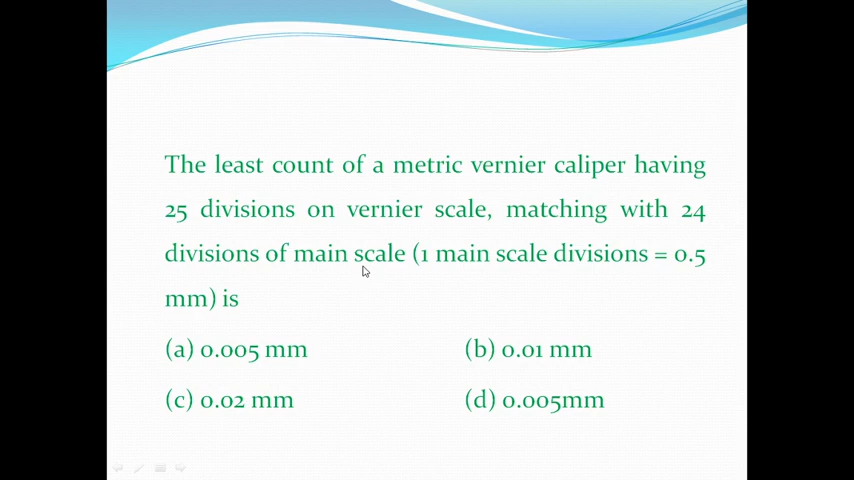 The least count of a metric vernier caliper having
25 divisions on vernier scale, matching with 24
divisions of main scale (1 main scale divisions = 0.5
mm) is
(a) 0.005 mm (b) 0.01 mm
(c) 0.02 mm (d) 0.005mm